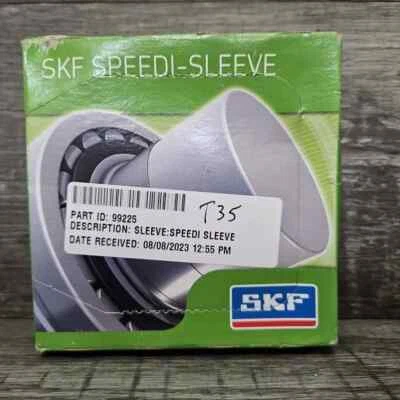 SKF SPEEDI-SLEEVE
T35
PART ID: 99225
DESCRIPTION: SLEEVE:SPEEDI SLEEVE
DATE RECEIVED: 08/08/2023 12:55 PM
SKF